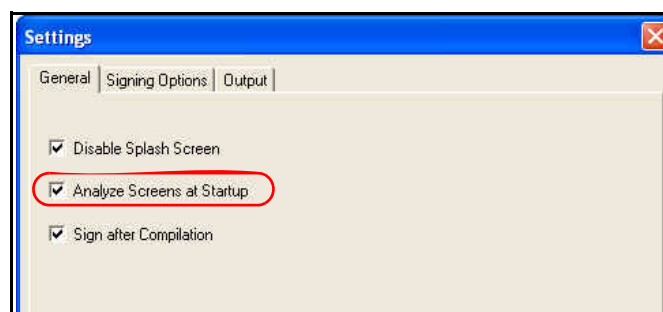 Settings
General Signing Options Output
Disable Splash Screen
Analyze Screens at Startup
Sign after Compilation